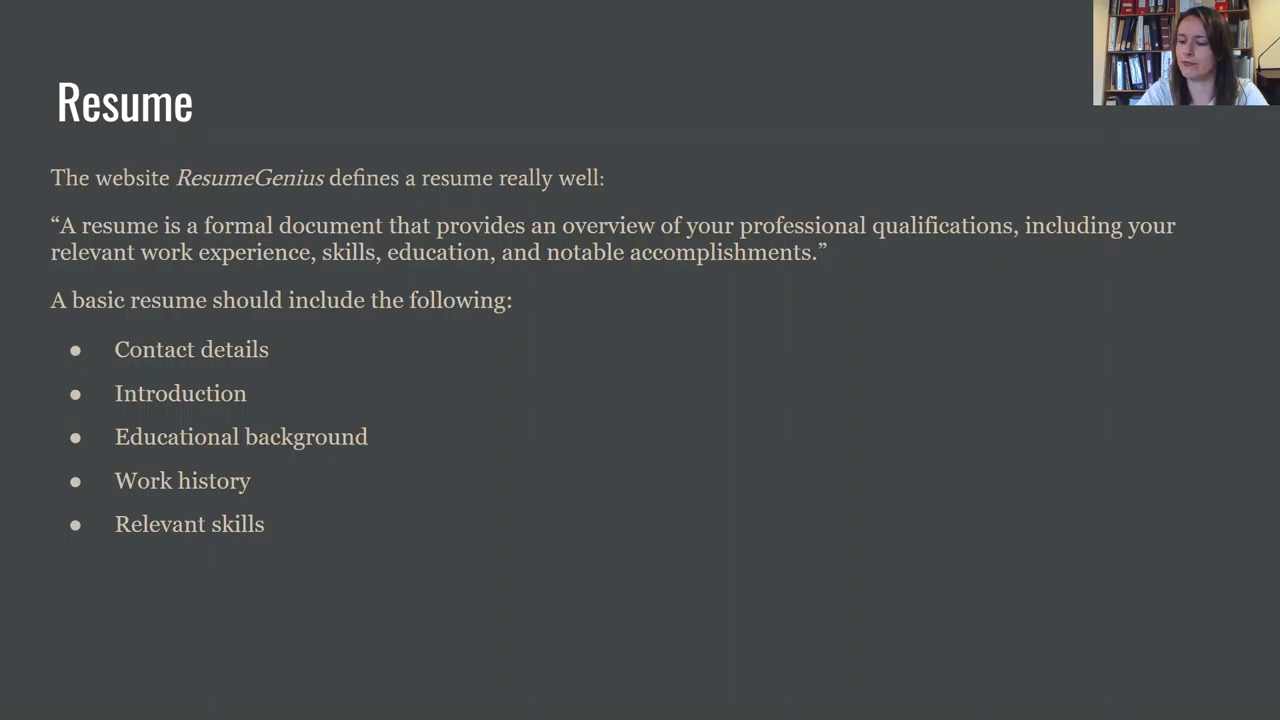 Resume
The website ResumeGenius defines a resume really well:
“A resume is a formal document that provides an overview of your professional qualifications, including your
relevant work experience, skills, education, and notable accomplishments.”
A basic resume should include the following:
● Contact details
● Introduction
● Educational background
● Work history
● Relevant skills